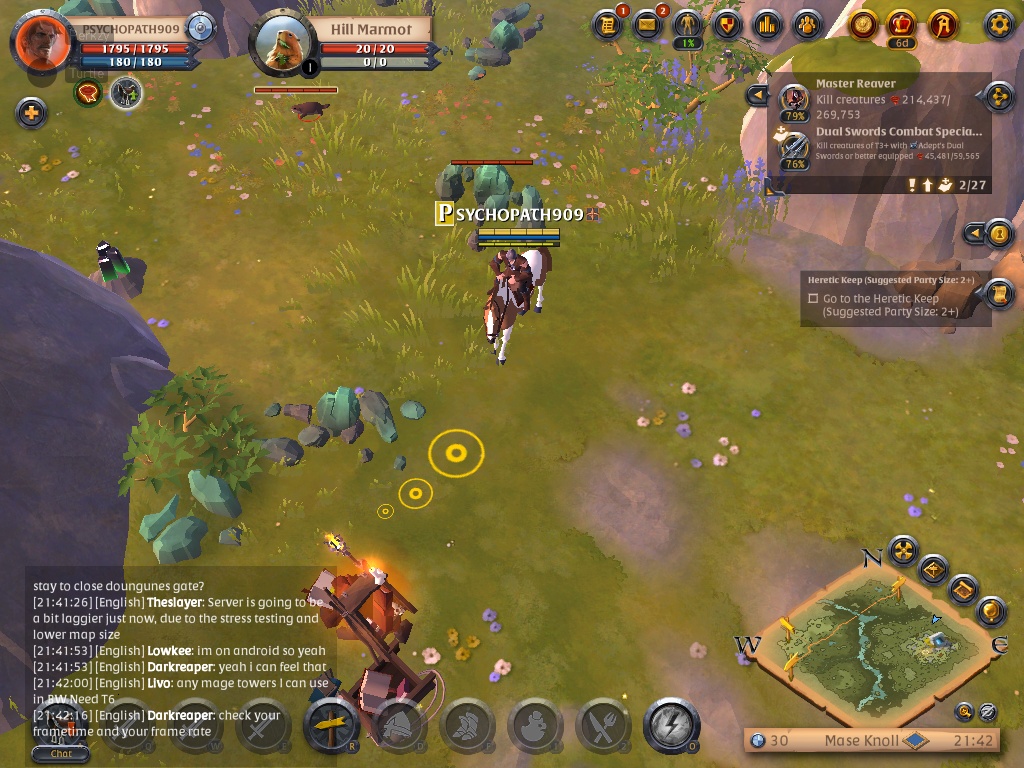 PSYCHOPATH909
1795 / 1795
180 / 180
Turtle
Hill Marmot
20 / 20
0 / 0
I
1
2
1%
6d
Master Reaver
Kill creatures 214,437/
269,753
79%
Dual Swords Combat Specia...
Kill creatures of T3+ with Adept's Dual
Swords or better equipped 45,481/59,565
76%
2/27
PSYCHOPATH909
Heretic Keep (Suggested Party Size: 2+)
Go to the Heretic Keep
(Suggested Party Size: 2+)
stay to close doungunes gate?
[21:41:26] [English] Theslayer: Server is going to be
a bit laggier just now, due to the stress testing and
lower map size
[21:41:53] [English] Lowkee: im on android so yeah
[21:41:53] [English] Darkreaper: yeah i can feel that
[21:42:00] [English] Livo: any mage towers I can use
in BW Need T6
[21:42:16] [English] Darkreaper: check your
frametime and your frame rate
Chat
Q
W
E
R
D
F
2
O
N
W
E
30
Mase Knoll
21:42